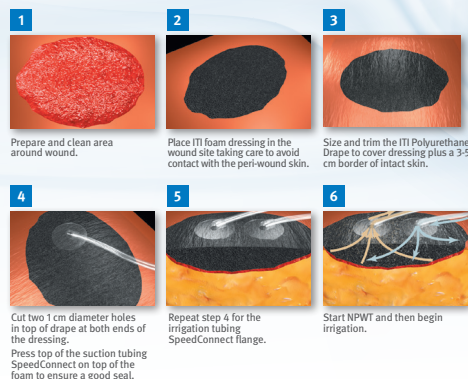 1
Prepare and clean area
around wound.
2
Place ITI foam dressing in the
wound site taking care to avoid
contact with the peri-wound skin.
3
Size and trim the ITI Polyurethane
Drape to cover dressing plus a 3-5
cm border of intact skin.
4
Cut two 1 cm diameter holes
in top of drape at both ends of
the dressing.
Press top of the suction tubing
SpeedConnect on top of the
foam to ensure a good seal.
5
Repeat step 4 for the
irrigation tubing
SpeedConnect flange.
6
Start NPWT and then begin
irrigation.